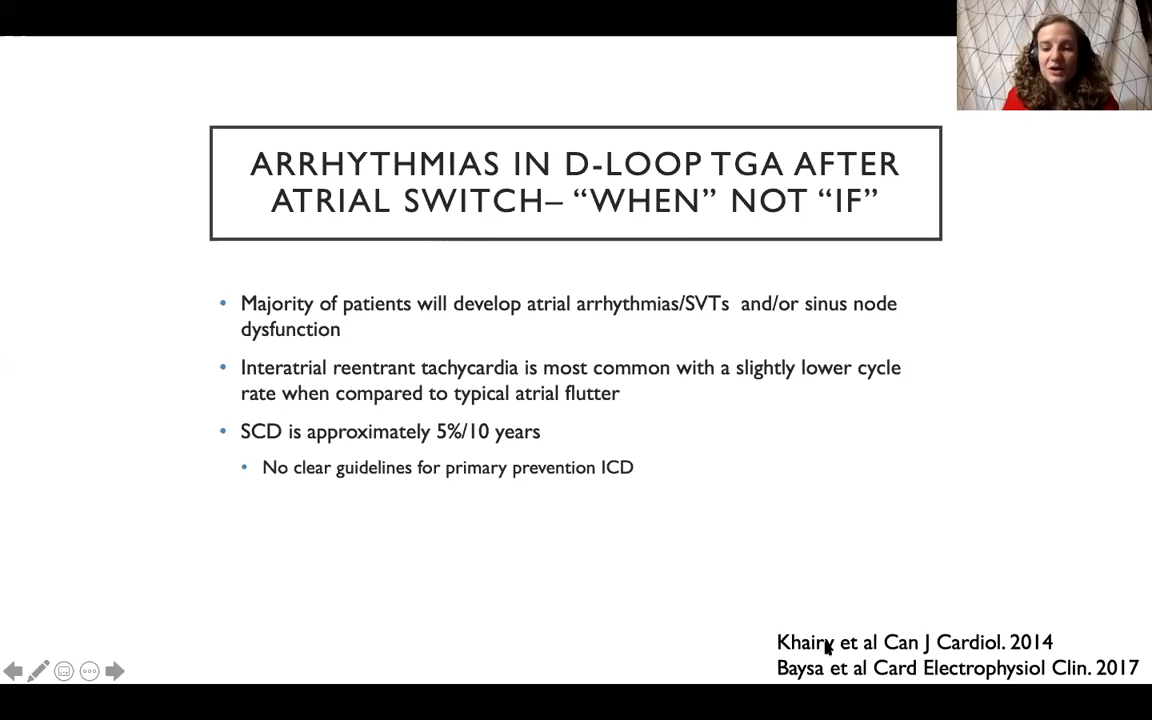 ARRHYTHMIAS IN D-LOOP TGA AFTER
ATRIAL SWITCH– “WHEN” NOT “IF”
• Majority of patients will develop atrial arrhythmias/SVTs and/or sinus node
dysfunction
• Interatrial reentrant tachycardia is most common with a slightly lower cycle
rate when compared to typical atrial flutter
• SCD is approximately 5%/10 years
• No clear guidelines for primary prevention ICD
Khairy et al Can J Cardiol. 2014
Baysa et al Card Electrophysiol Clin. 2017